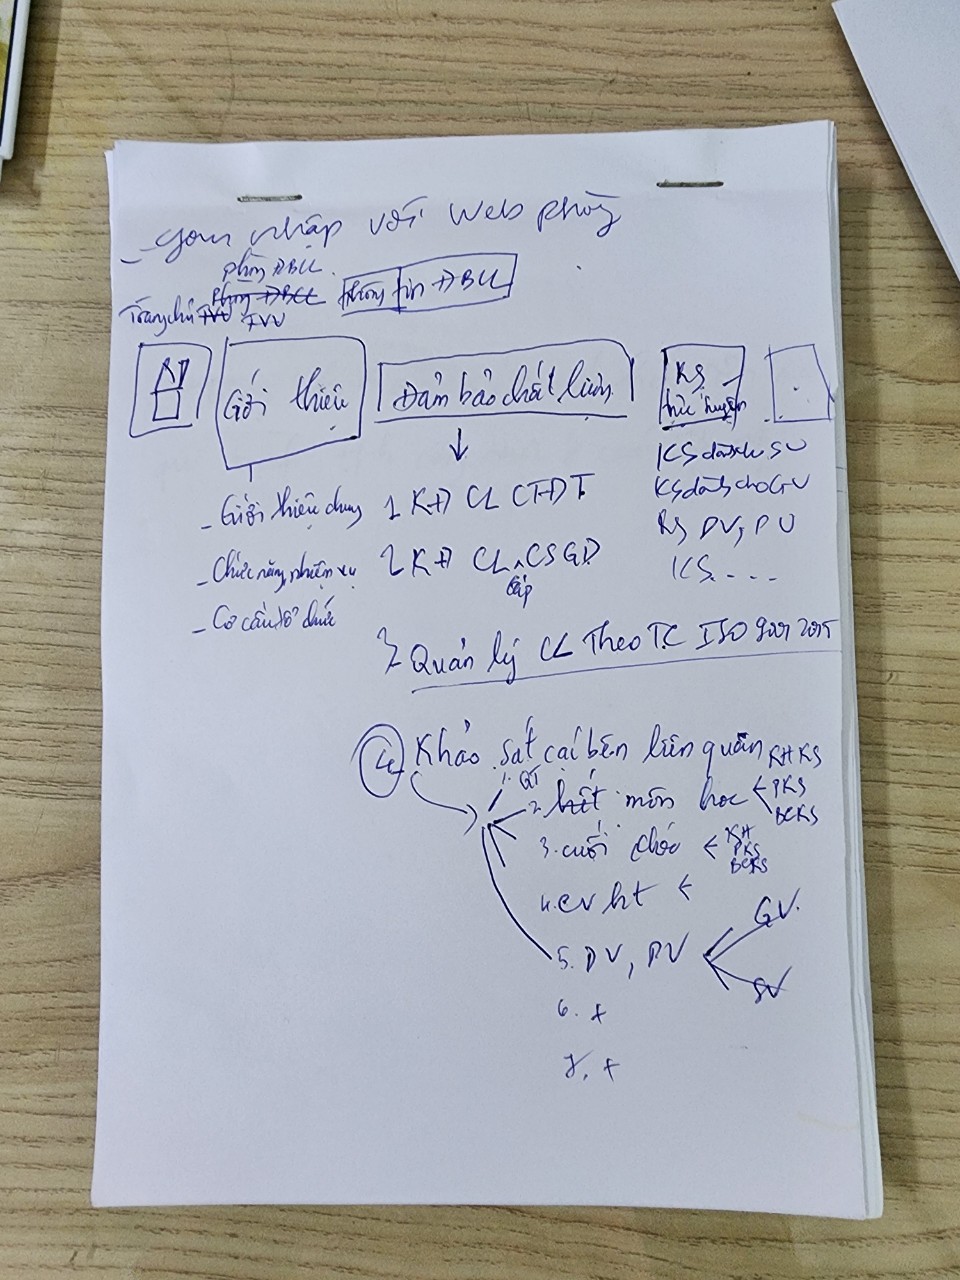 _ gom nhập với Web phòng
phòng ĐBCL
Trang chủ TVU Phòng ĐBCL TVU
thông tin ĐBCL
Giới thiệu
Đảm bảo chất lượn
KS
trực tuyến
_ Giới thiệu chung
_ Chức năng, nhiệm vụ
_ Cơ cấu tổ chức
1 KĐ CL CTĐT
2 KĐ CL CSGD
cấp
3 Quản lý CL Theo TC ISO 9001 2015
KS dành SV
KS dành cho GV
KS DV, PV
KS. . . .
4 Khảo sát các bên liên quan
1. QT
2. hết môn học
KHKS
PKS
BCKS
3. cuối khóa
KH
PKS
BCKS
4. cv ht
5. DV, PV
GV.
SV
6. +
7. +